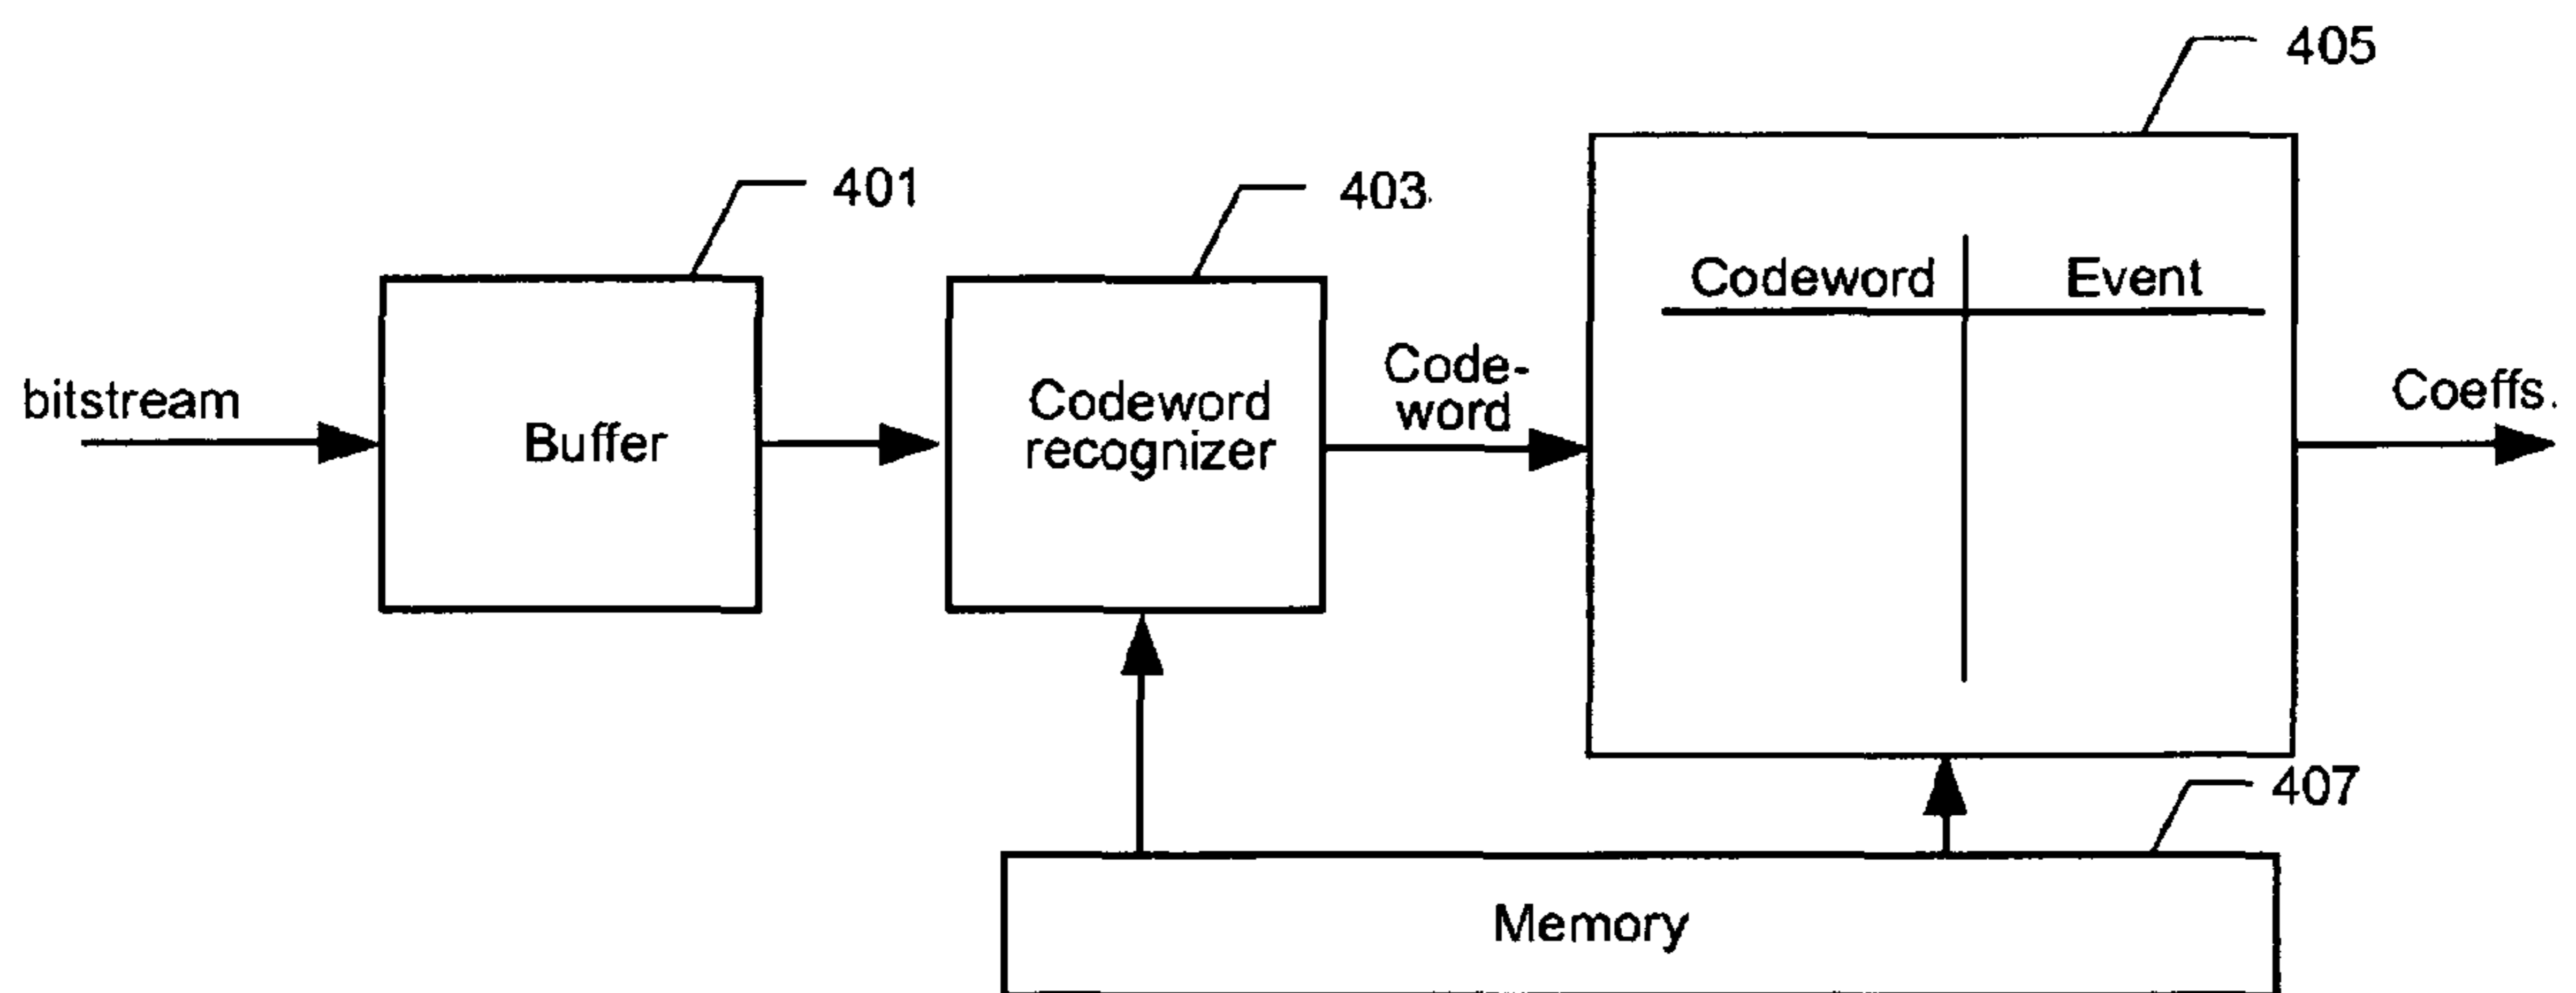 405
401
403
Codeword Event
bitstream
Buffer
Codeword
recognizer
Code-
word
Coeffs.
407
Memory